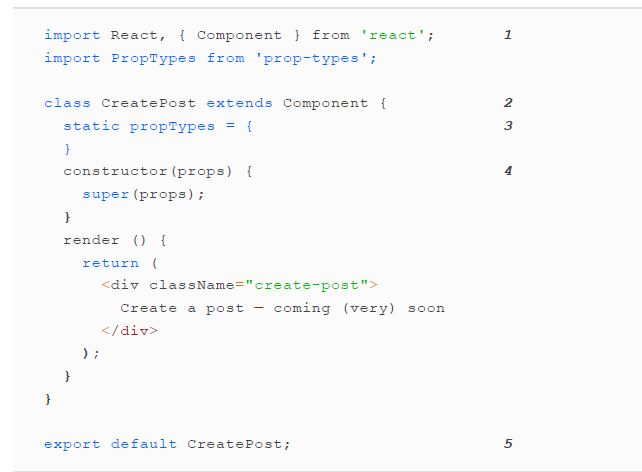 import React, { Component } from 'react'; 1
import PropTypes from 'prop-types';
class CreatePost extends Component { 2
static propTypes = { 3
}
constructor(props) { 4
super(props);
}
render () {
return (
<div className="create-post">
Create a post — coming (very) soon
</div>
);
}
}
export default CreatePost; 5